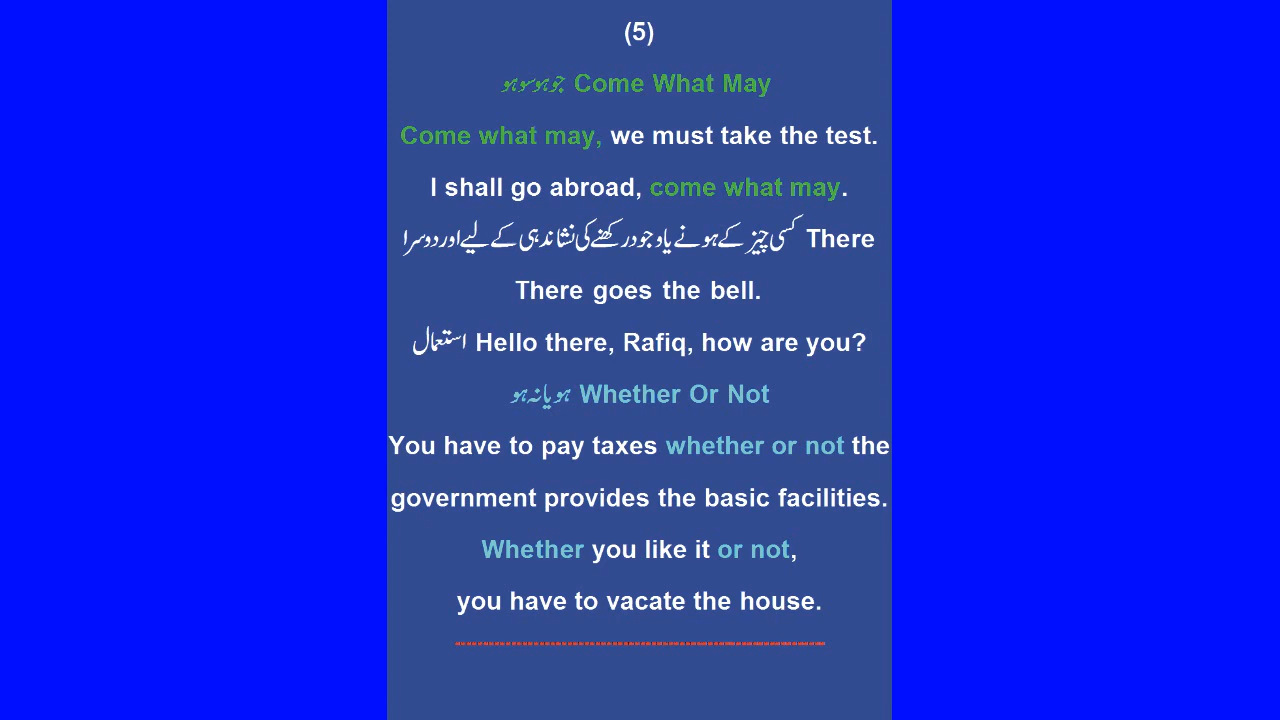 (5)
جو ہو سو ہو Come What May
Come what may, we must take the test.
I shall go abroad, come what may.
کسی چیز کے ہونے یا وجود رکھنے کی نشاندہی کے لیے اور دوسرا There
There goes the bell.
استعمال Hello there, Rafiq, how are you?
ہو یا نہ ہو Whether Or Not
You have to pay taxes whether or not the
government provides the basic facilities.
Whether you like it or not,
you have to vacate the house.